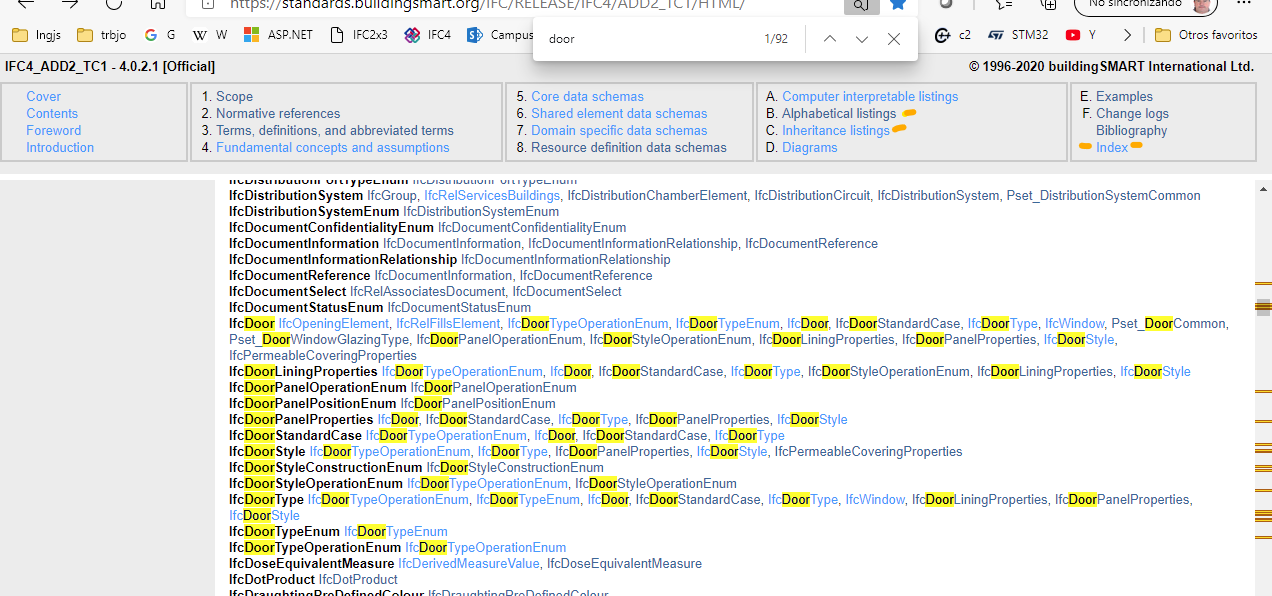 https://standards.buildingsmart.org/IFC/RELEASE/IFC4/ADD2_TC1/HTML/
No sincronizando
Ingjs
trbjo
G G
W W
ASP.NET
IFC2x3
IFC4
Campus
c2
STM32
Y
Otros favoritos
door 1/92
IFC4_ADD2_TC1 - 4.0.2.1 [Official]
© 1996-2020 buildingSMART International Ltd.
Cover
Contents
Foreword
Introduction
1. Scope
2. Normative references
3. Terms, definitions, and abbreviated terms
4. Fundamental concepts and assumptions
5. Core data schemas
6. Shared element data schemas
7. Domain specific data schemas
8. Resource definition data schemas
A. Computer interpretable listings
B. Alphabetical listings
C. Inheritance listings
D. Diagrams
E. Examples
F. Change logs
Bibliography
Index
IfcDistributionPortTypeEnum IfcDistributionPortTypeEnum
IfcDistributionSystem IfcGroup, IfcRelServicesBuildings, IfcDistributionChamberElement, IfcDistributionCircuit, IfcDistributionSystem, Pset_DistributionSystemCommon
IfcDistributionSystemEnum IfcDistributionSystemEnum
IfcDocumentConfidentialityEnum IfcDocumentConfidentialityEnum
IfcDocumentInformation IfcDocumentInformation, IfcDocumentInformationRelationship, IfcDocumentReference
IfcDocumentInformationRelationship IfcDocumentInformationRelationship
IfcDocumentReference IfcDocumentInformation, IfcDocumentReference
IfcDocumentSelect IfcRelAssociatesDocument, IfcDocumentSelect
IfcDocumentStatusEnum IfcDocumentStatusEnum
IfcDoor IfcOpeningElement, IfcRelFillsElement, IfcDoorTypeOperationEnum, IfcDoorTypeEnum, IfcDoor, IfcDoorStandardCase, IfcDoorType, IfcWindow, Pset_DoorCommon,
Pset_DoorWindowGlazingType, IfcDoorPanelOperationEnum, IfcDoorStyleOperationEnum, IfcDoorLiningProperties, IfcDoorPanelProperties, IfcDoorStyle,
IfcPermeableCoveringProperties
IfcDoorLiningProperties IfcDoorTypeOperationEnum, IfcDoor, IfcDoorStandardCase, IfcDoorType, IfcDoorStyleOperationEnum, IfcDoorLiningProperties, IfcDoorStyle
IfcDoorPanelOperationEnum IfcDoorPanelOperationEnum
IfcDoorPanelPositionEnum IfcDoorPanelPositionEnum
IfcDoorPanelProperties IfcDoor, IfcDoorStandardCase, IfcDoorType, IfcDoorPanelProperties, IfcDoorStyle
IfcDoorStandardCase IfcDoorTypeOperationEnum, IfcDoor, IfcDoorStandardCase, IfcDoorType
IfcDoorStyle IfcDoorTypeOperationEnum, IfcDoorType, IfcDoorPanelProperties, IfcDoorStyle, IfcPermeableCoveringProperties
IfcDoorStyleConstructionEnum IfcDoorStyleConstructionEnum
IfcDoorStyleOperationEnum IfcDoorTypeOperationEnum, IfcDoorStyleOperationEnum
IfcDoorType IfcDoorTypeOperationEnum, IfcDoorTypeEnum, IfcDoor, IfcDoorStandardCase, IfcDoorType, IfcWindow, IfcDoorLiningProperties, IfcDoorPanelProperties,
IfcDoorStyle
IfcDoorTypeEnum IfcDoorTypeEnum
IfcDoorTypeOperationEnum IfcDoorTypeOperationEnum
IfcDoseEquivalentMeasure IfcDerivedMeasureValue, IfcDoseEquivalentMeasure
IfcDotProduct IfcDotProduct
IfcDraughtingPreDefinedColour IfcDraughtingPreDefinedColour